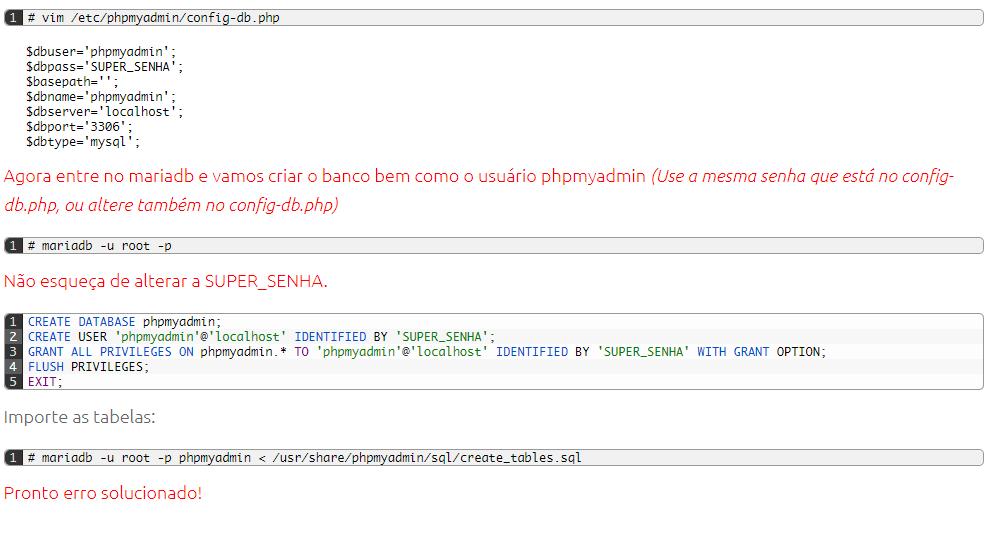 1 # vim /etc/phpmyadmin/config-db.php
$dbuser='phpmyadmin';
$dbpass='SUPER_SENHA';
$basepath='';
$dbname='phpmyadmin';
$dbserver='localhost';
$dbport='3306';
$dbtype='mysql';
Agora entre no mariadb e vamos criar o banco bem como o usuário phpmyadmin (Use a mesma senha que está no config-
db.php, ou altere também no config-db.php)
1 # mariadb -u root -p
Não esqueça de alterar a SUPER_SENHA.
1 CREATE DATABASE phpmyadmin;
2 CREATE USER 'phpmyadmin'@'localhost' IDENTIFIED BY 'SUPER_SENHA';
3 GRANT ALL PRIVILEGES ON phpmyadmin.* TO 'phpmyadmin'@'localhost' IDENTIFIED BY 'SUPER_SENHA' WITH GRANT OPTION;
4 FLUSH PRIVILEGES;
5 EXIT;
Importe as tabelas:
1 # mariadb -u root -p phpmyadmin < /usr/share/phpmyadmin/sql/create_tables.sql
Pronto erro solucionado!